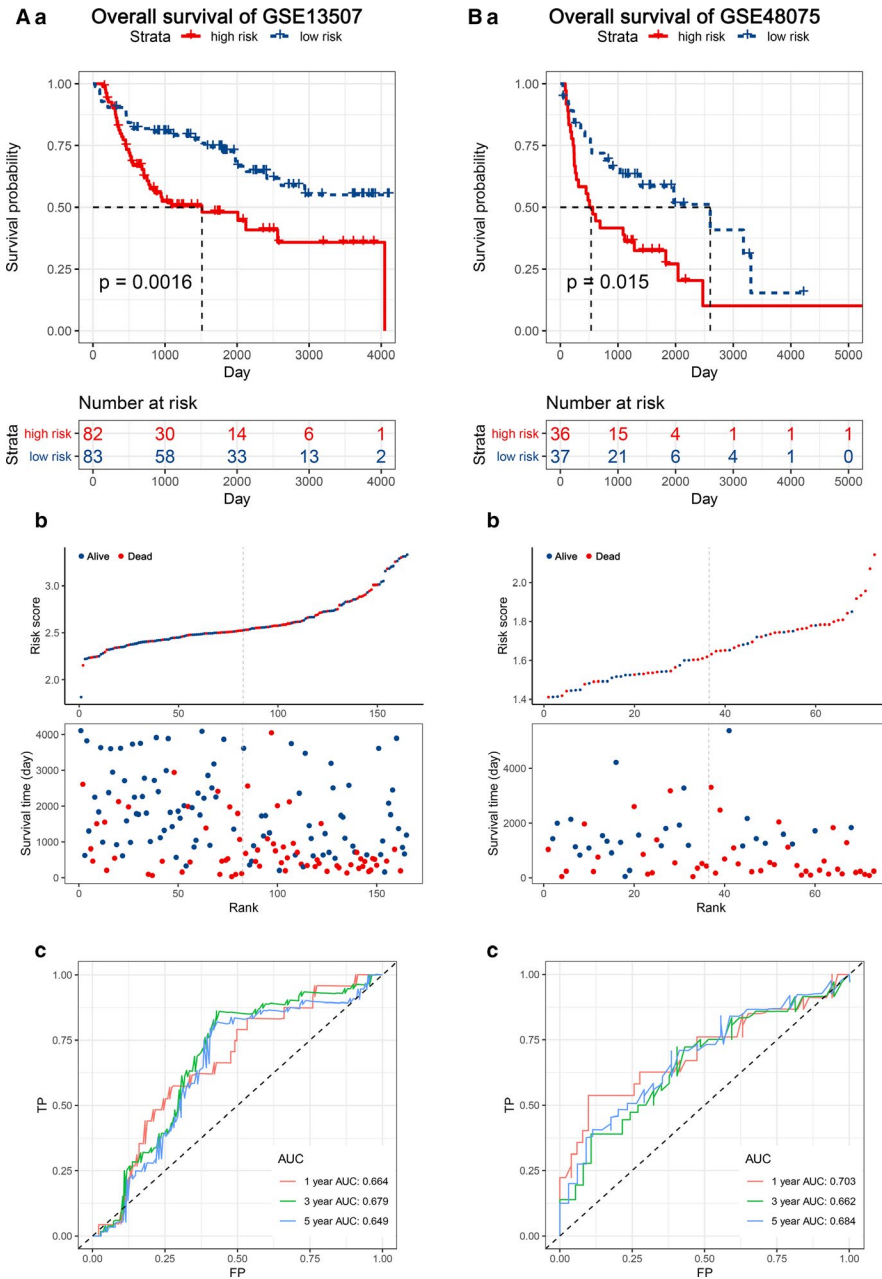 A a Overall survival of GSE13507
Strata high risk low risk
1.00
0.75
0.50
0.25
0.00
Survival probability
p = 0.0016
0 1000 2000 3000 4000
Day
Number at risk
Strata
high risk 82 30 14 6 1
low risk 83 58 33 13 2
0 1000 2000 3000 4000
Day
b
Alive Dead
3.0
2.5
2.0
Risk score
0 50 100 150
4000
3000
2000
1000
0
Survival time (day)
0 50 100 150
Rank
c
1.00
0.75
0.50
0.25
0.00
TP
AUC
1 year AUC: 0.664
3 year AUC: 0.679
5 year AUC: 0.649
0.00 0.25 0.50 0.75 1.00
FP
B a Overall survival of GSE48075
Strata high risk low risk
1.00
0.75
0.50
0.25
0.00
Survival probability
p = 0.015
0 1000 2000 3000 4000 5000
Day
Number at risk
Strata
high risk 36 15 4 1 1 1
low risk 37 21 6 4 1 0
0 1000 2000 3000 4000 5000
Day
b
Alive Dead
2.0
1.8
1.6
1.4
Risk score
0 20 40 60
4000
2000
0
Survival time (day)
0 20 40 60
Rank
c
1.00
0.75
0.50
0.25
0.00
TP
AUC
1 year AUC: 0.703
3 year AUC: 0.662
5 year AUC: 0.684
0.00 0.25 0.50 0.75 1.00
FP